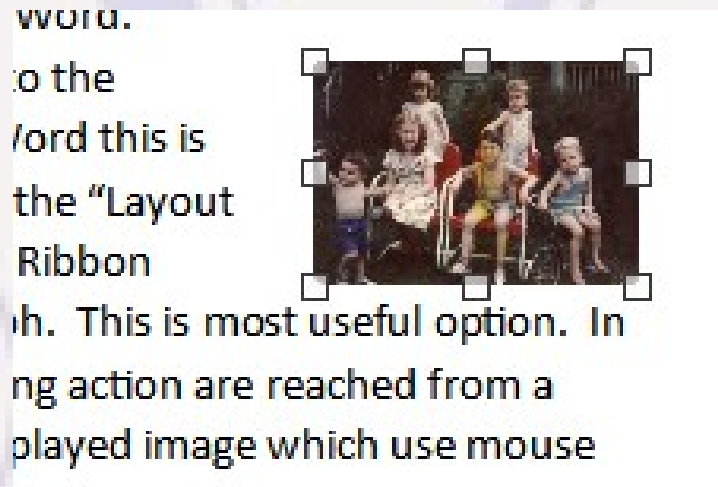 Word.
to the
Word this is
the “Layout
Ribbon
h.  This is most useful option.  In
ng action are reached from a
played image which use mouse